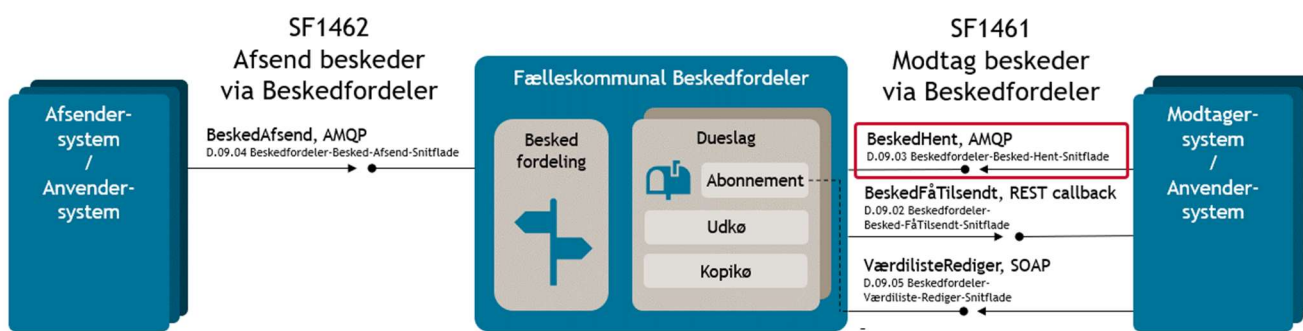 SF1462
Afsend beskeder
via Beskedfordeler
SF1461
Modtag beskeder
via Beskedfordeler
Afsender-
system
/
Anvender-
system
BeskedAfsend, AMQP
D.09.04 Beskedfordeler-Besked-Afsend-Snitflade
Fælleskommunal Beskedfordeler
Besked
fordeling
Dueslag
Abonnement
Udkø
Kopikø
BeskedHent, AMQP
D.09.03 Beskedfordeler-Besked-Hent-Snitflade
BeskedFåTilsendt, REST callback
D.09.02 Beskedfordeler-
Besked-FåTilsendt-Snitflade
VærdilisteRediger, SOAP
D.09.05 Beskedfordeler-
Værdiliste-Rediger-Snitflade
Modtager-
system
/
Anvender-
system